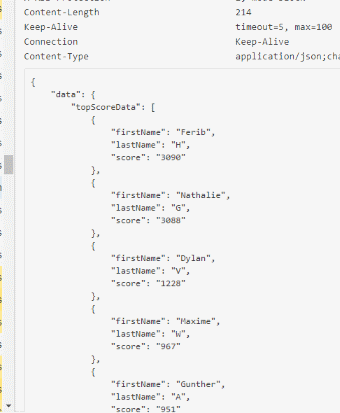 Content-Length 214
Keep-Alive timeout=5, max=100
Connection Keep-Alive
Content-Type application/json;cha
{
"data": {
"topScoreData": [
{
"firstName": "Ferib",
"lastName": "H",
"score": "3090"
},
{
"firstName": "Nathalie",
"lastName": "G",
"score": "3088"
},
{
"firstName": "Dylan",
"lastName": "V",
"score": "1228"
},
{
"firstName": "Maxime",
"lastName": "W",
"score": "967"
},
{
"firstName": "Gunther",
"lastName": "A",
"score": "951"